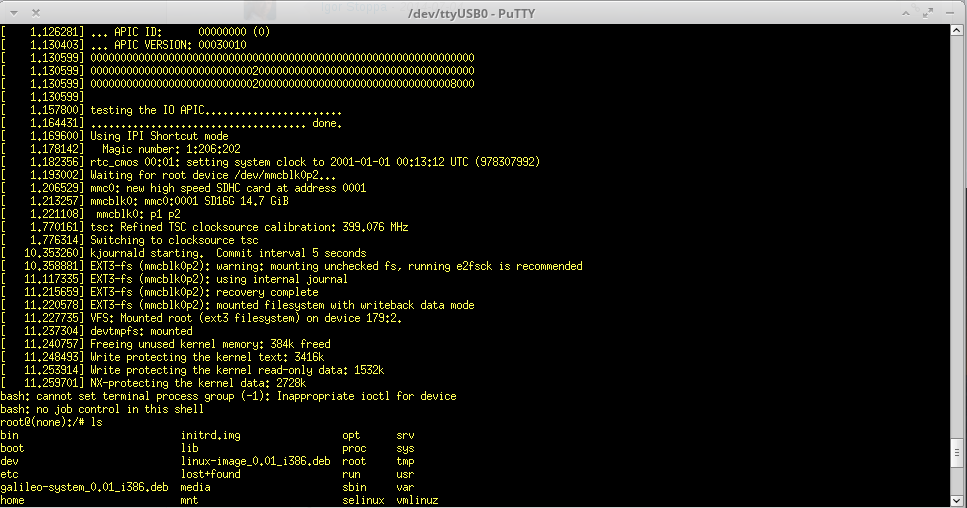 /dev/ttyUSB0 - PuTTY
[    1.126281] ... APIC ID:      00000000 (0)
[    1.130403] ... APIC VERSION: 00030010
[    1.130599] 0000000000000000000000000000000000000000000000000000000000000000
[    1.130599] 0000000000000000000000000002000000000000000000000000000000000000
[    1.130599] 0000000000000000000000000002000000000000000000000000000000008000
[    1.130599]
[    1.157800] testing the IO APIC.......................
[    1.164431] .................................... done.
[    1.169600] Using IPI Shortcut mode
[    1.178142]   Magic number: 1:206:202
[    1.182356] rtc_cmos 00:01: setting system clock to 2001-01-01 00:13:12 UTC (978307992)
[    1.193002] Waiting for root device /dev/mmcblk0p2...
[    1.206529] mmc0: new high speed SDHC card at address 0001
[    1.213257] mmcblk0: mmc0:0001 SD16G 14.7 GiB
[    1.221108]  mmcblk0: p1 p2
[    1.770161] tsc: Refined TSC clocksource calibration: 399.076 MHz
[    1.776314] Switching to clocksource tsc
[   10.353260] kjournald starting.  Commit interval 5 seconds
[   10.358881] EXT3-fs (mmcblk0p2): warning: mounting unchecked fs, running e2fsck is recommended
[   11.117335] EXT3-fs (mmcblk0p2): using internal journal
[   11.215659] EXT3-fs (mmcblk0p2): recovery complete
[   11.220578] EXT3-fs (mmcblk0p2): mounted filesystem with writeback data mode
[   11.227735] VFS: Mounted root (ext3 filesystem) on device 179:2.
[   11.237304] devtmpfs: mounted
[   11.240757] Freeing unused kernel memory: 384k freed
[   11.248493] Write protecting the kernel text: 3416k
[   11.253914] Write protecting the kernel read-only data: 1532k
[   11.259701] NX-protecting the kernel data: 2728k
bash: cannot set terminal process group (-1): Inappropriate ioctl for device
bash: no job control in this shell
root@(none):/# ls
bin                           initrd.img                 opt      srv
boot                          lib                        proc     sys
dev                           linux-image_0.01_i386.deb  root     tmp
etc                           lost+found                 run      usr
galileo-system_0.01_i386.deb  media                      sbin     var
home                          mnt                        selinux  vmlinuz